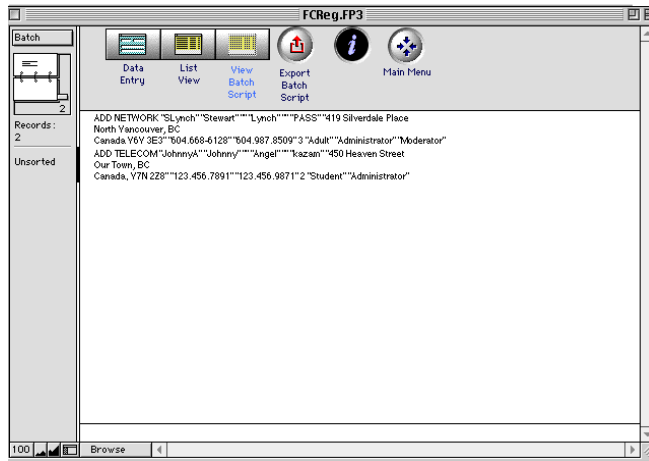 FCReg.FP3
Batch
2
Records:
2
Unsorted
Data Entry
List View
View Batch Script
Export Batch Script
i
Main Menu
ADD NETWORK "SLynch""Stewart""""Lynch""""PASS""419 Silverdale Place
North Vancouver, BC
Canada V6Y 3E3""604.668-6128""604.987.8509"3 "Adult""Administrator""Moderator"
ADD TELECOM"JohnnyA""Johnny""""Angel""""kazam""450 Heaven Street
Our Town, BC
Canada, V7N 2Z8""123.456.7891""123.456.9871"2 "Student""Administrator"
100
Browse